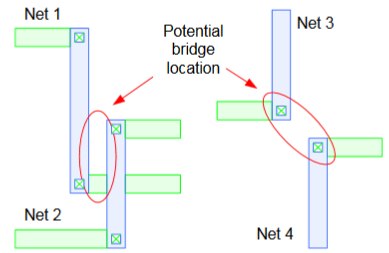 Net 1
Potential
bridge
location
Net 3
Net 2
Net 4